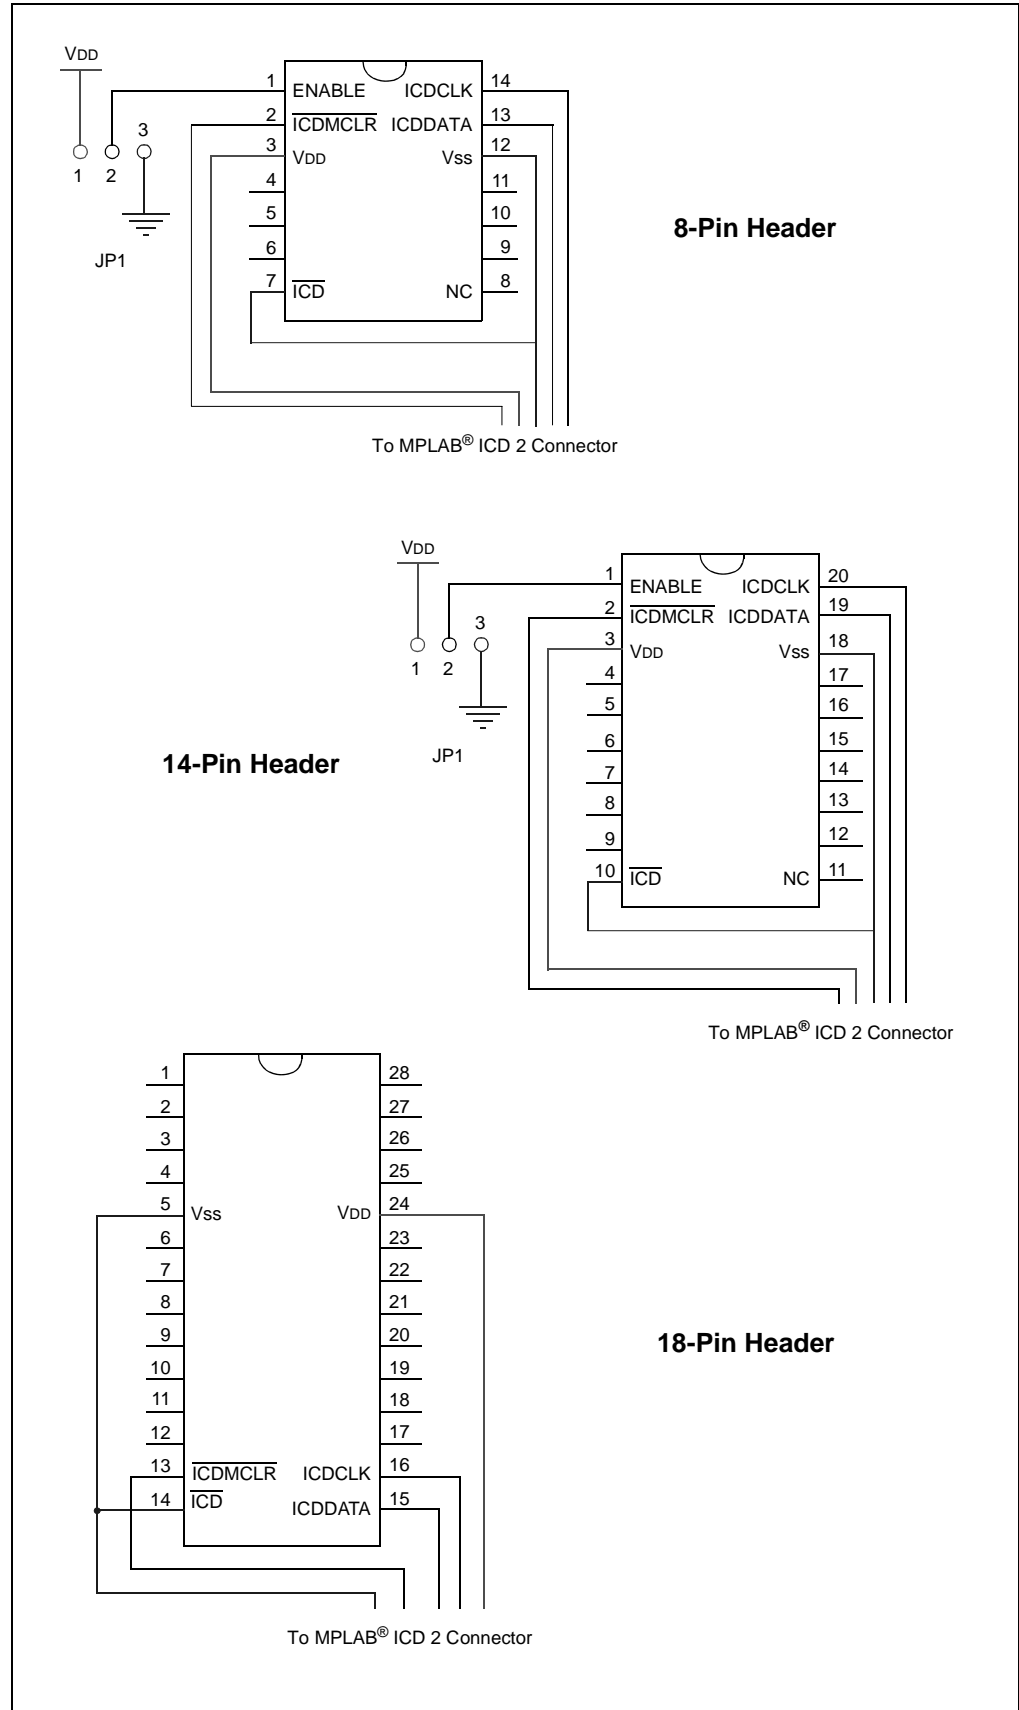 VDD
1 ENABLE ICDCLK 14
2 ICDMCLR ICDDATA 13
3 VDD Vss 12
4 11
5 10
6 9
7 ICD NC 8
3
1 2
JP1
8-Pin Header
To MPLAB® ICD 2 Connector
VDD
1 ENABLE ICDCLK 20
2 ICDMCLR ICDDATA 19
3 VDD Vss 18
4 17
5 16
6 15
7 14
8 13
9 12
10 ICD NC 11
3
1 2
JP1
14-Pin Header
To MPLAB® ICD 2 Connector
1 28
2 27
3 26
4 25
5 Vss VDD 24
6 23
7 22
8 21
9 20
10 19
11 18
12 17
13 ICDMCLR ICDCLK 16
14 ICD ICDDATA 15
18-Pin Header
To MPLAB® ICD 2 Connector